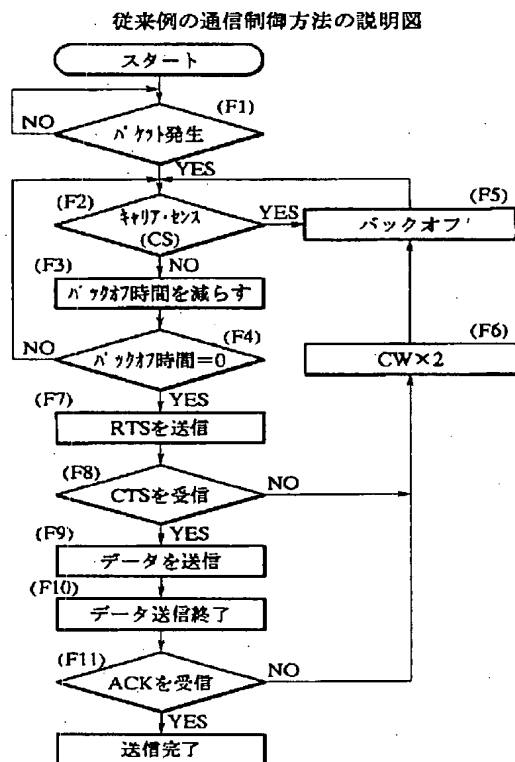 従来例の通信制御方法の説明図
スタート
(F1)
NO
パケット発生
YES
(F2)
キャリア・センス
(CS)
YES
(F5)
バックオフ
NO
(F3)
バックオフ時間を減らす
(F4)
NO
バックオフ時間=0
(F6)
CW×2
YES
(F7)
RTSを送信
(F8)
CTSを受信
NO
YES
(F9)
データを送信
(F10)
データ送信終了
(F11)
ACKを受信
NO
YES
送信完了